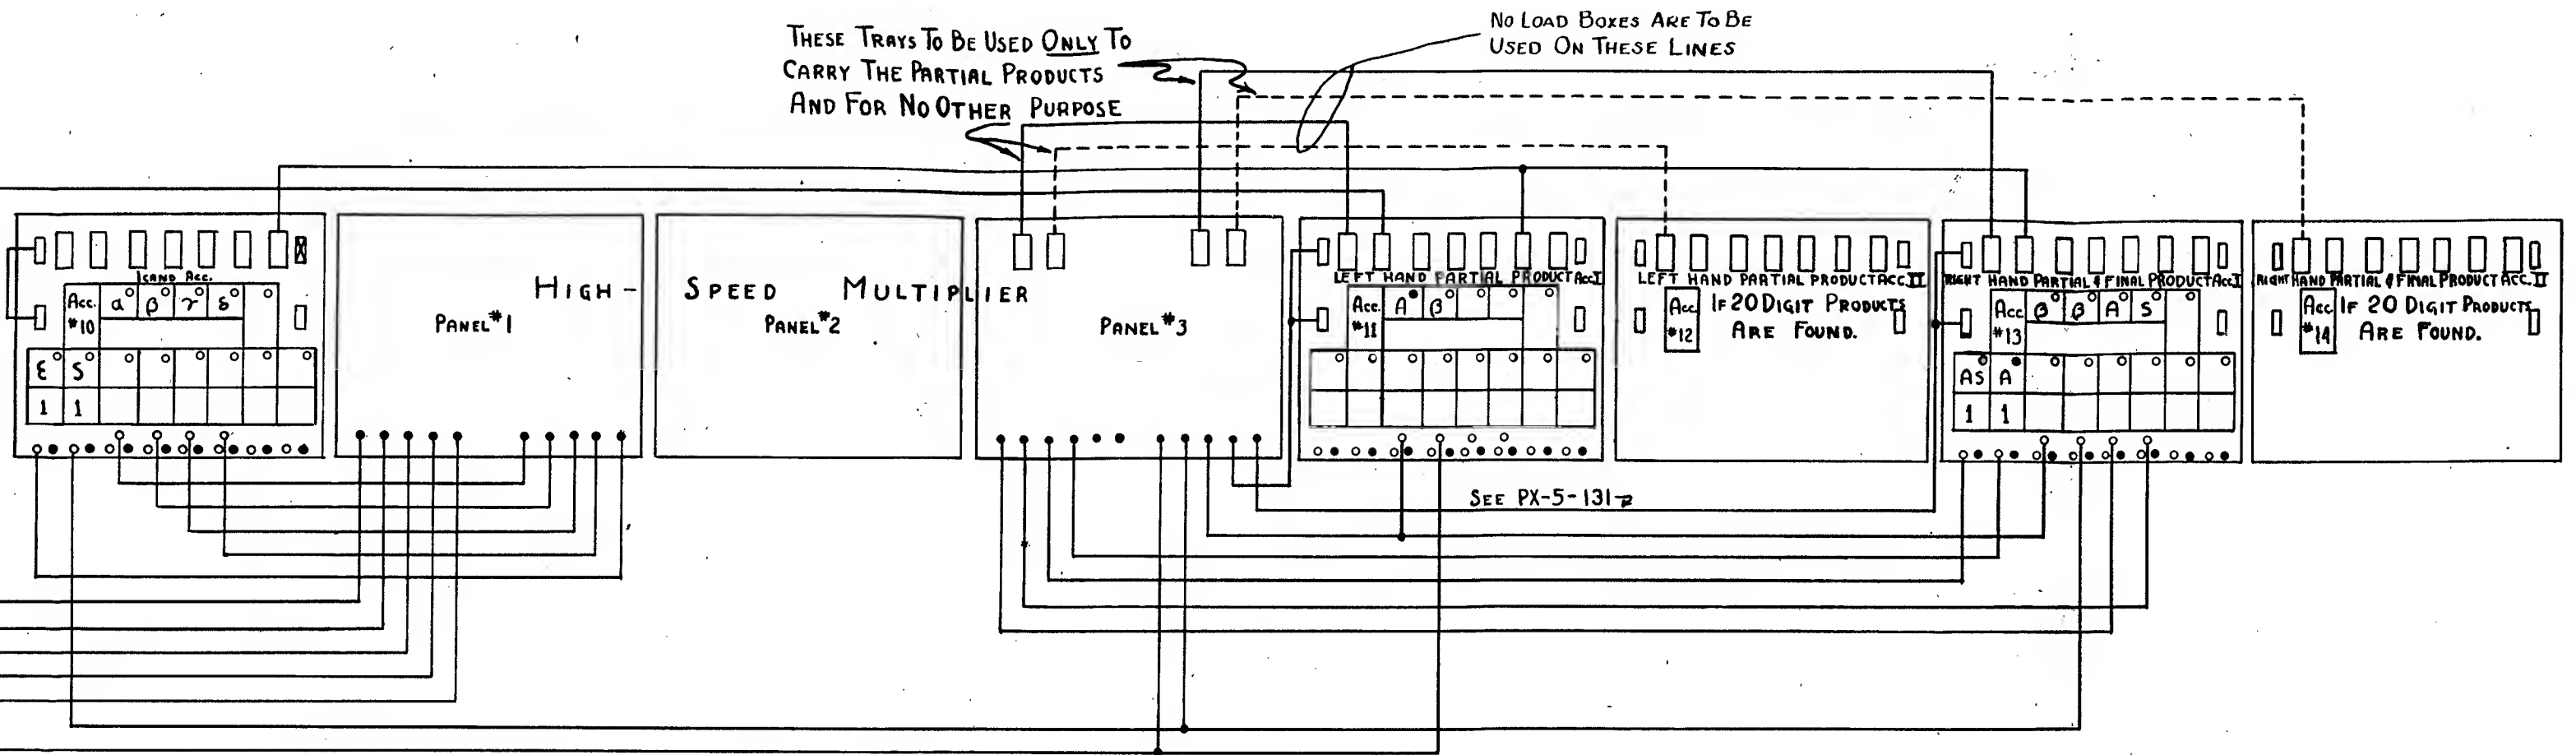 THESE TRAYS TO BE USED ONLY TO
CARRY THE PARTIAL PRODUCTS
AND FOR NO OTHER PURPOSE
NO LOAD BOXES ARE TO BE
USED ON THESE LINES
ICAND ACC.
Acc. #10
α β γ δ
ε S
1 1
HIGH- SPEED MULTIPLIER
PANEL #1
PANEL #2
PANEL #3
LEFT HAND PARTIAL PRODUCT ACC I
Acc. #11
A β
LEFT HAND PARTIAL PRODUCT ACC. II
Acc #12
IF 20 DIGIT PRODUCTS
ARE FOUND.
RIGHT HAND PARTIAL & FINAL PRODUCT ACC I
Acc #13
β β A S
AS A
1 1
RIGHT HAND PARTIAL & FINAL PRODUCT ACC. II
Acc #14
IF 20 DIGIT PRODUCTS
ARE FOUND.
SEE PX-5-131